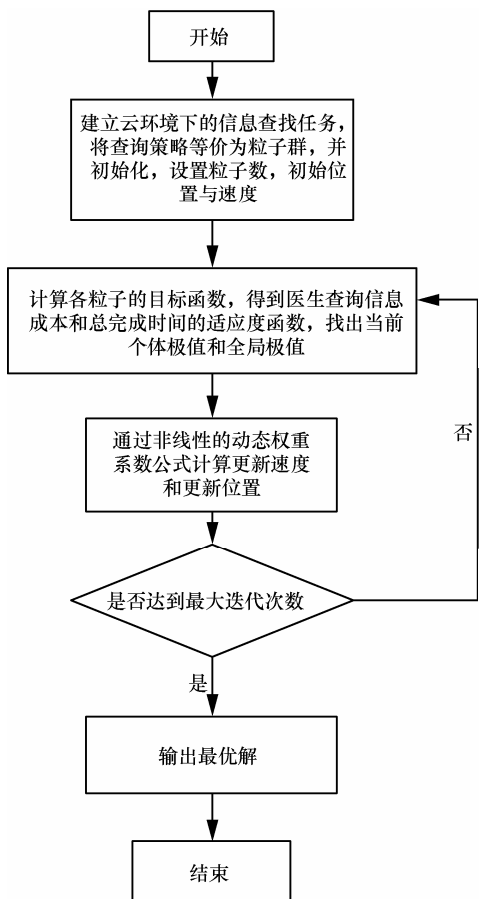 开始
建立云环境下的信息查找任务，
将查询策略等价为粒子群，并
初始化，设置粒子数，初始位
置与速度
计算各粒子的目标函数，得到医生查询信息
成本和总完成时间的适应度函数，找出当前
个体极值和全局极值
通过非线性的动态权重
系数公式计算更新速度
和更新位置
否
是否达到最大迭代次数
是
输出最优解
结束